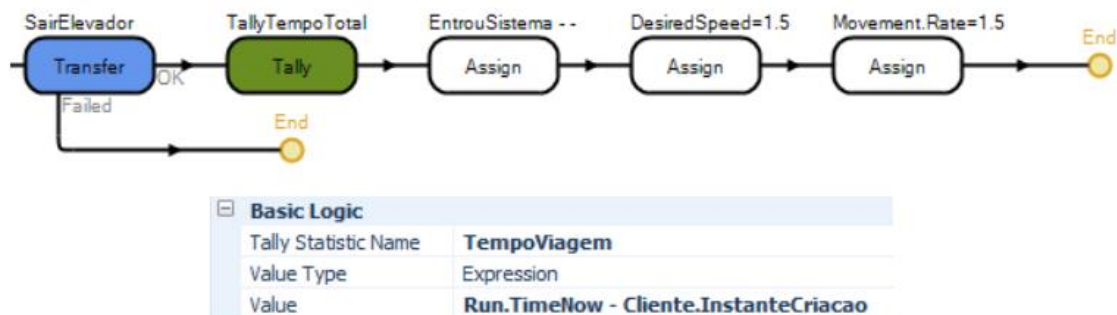 SairElevador TallyTempoTotal EntrouSistema - - DesiredSpeed=1.5 Movement.Rate=1.5 End
Transfer Tally Assign Assign Assign
OK
Failed
End
Basic Logic
Tally Statistic Name TempoViagem
Value Type Expression
Value Run.TimeNow - Cliente.InstanteCriacao